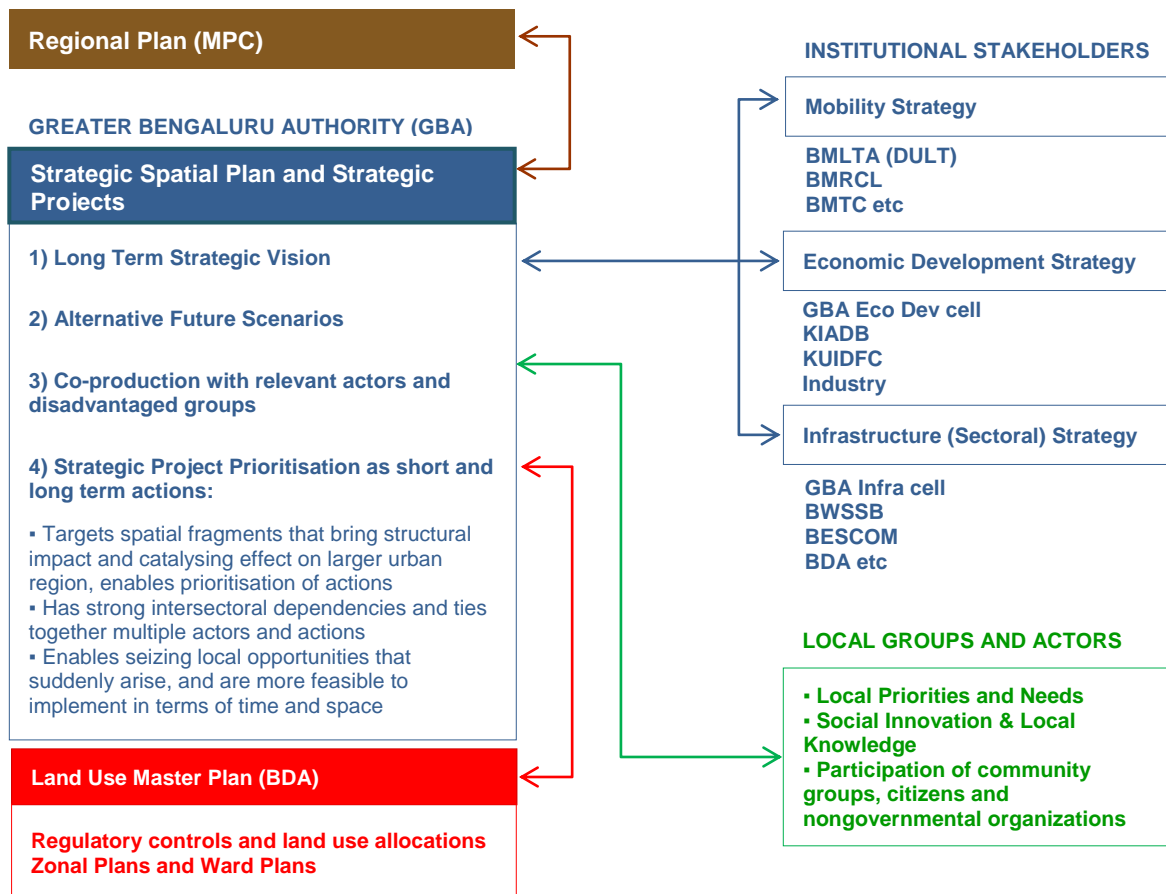 Regional Plan (MPC)
GREATER BENGALURU AUTHORITY (GBA)
Strategic Spatial Plan and Strategic
Projects
1) Long Term Strategic Vision
2) Alternative Future Scenarios
3) Co-production with relevant actors and
disadvantaged groups
4) Strategic Project Prioritisation as short and
long term actions:
▪ Targets spatial fragments that bring structural
impact and catalysing effect on larger urban
region, enables prioritisation of actions
▪ Has strong intersectoral dependencies and ties
together multiple actors and actions
▪ Enables seizing local opportunities that
suddenly arise, and are more feasible to
implement in terms of time and space
Land Use Master Plan (BDA)
Regulatory controls and land use allocations
Zonal Plans and Ward Plans
INSTITUTIONAL STAKEHOLDERS
Mobility Strategy
BMLTA (DULT)
BMRCL
BMTC etc
Economic Development Strategy
GBA Eco Dev cell
KIADB
KUIDFC
Industry
Infrastructure (Sectoral) Strategy
GBA Infra cell
BWSSB
BESCOM
BDA etc
LOCAL GROUPS AND ACTORS
▪ Local Priorities and Needs
▪ Social Innovation & Local
Knowledge
▪ Participation of community
groups, citizens and
nongovernmental organizations